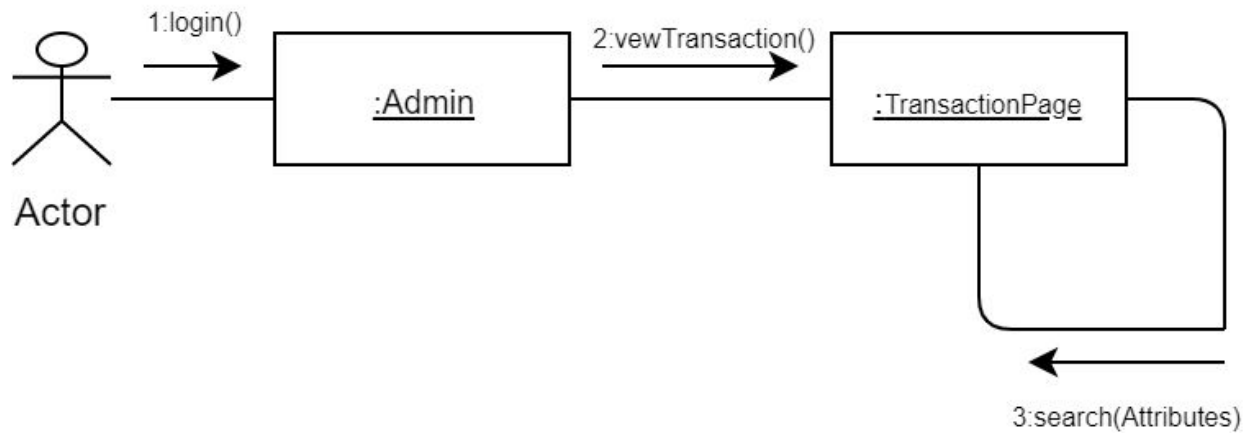 1:login()
2:vewTransaction()
:Admin
:TransactionPage
Actor
3:search(Attributes)